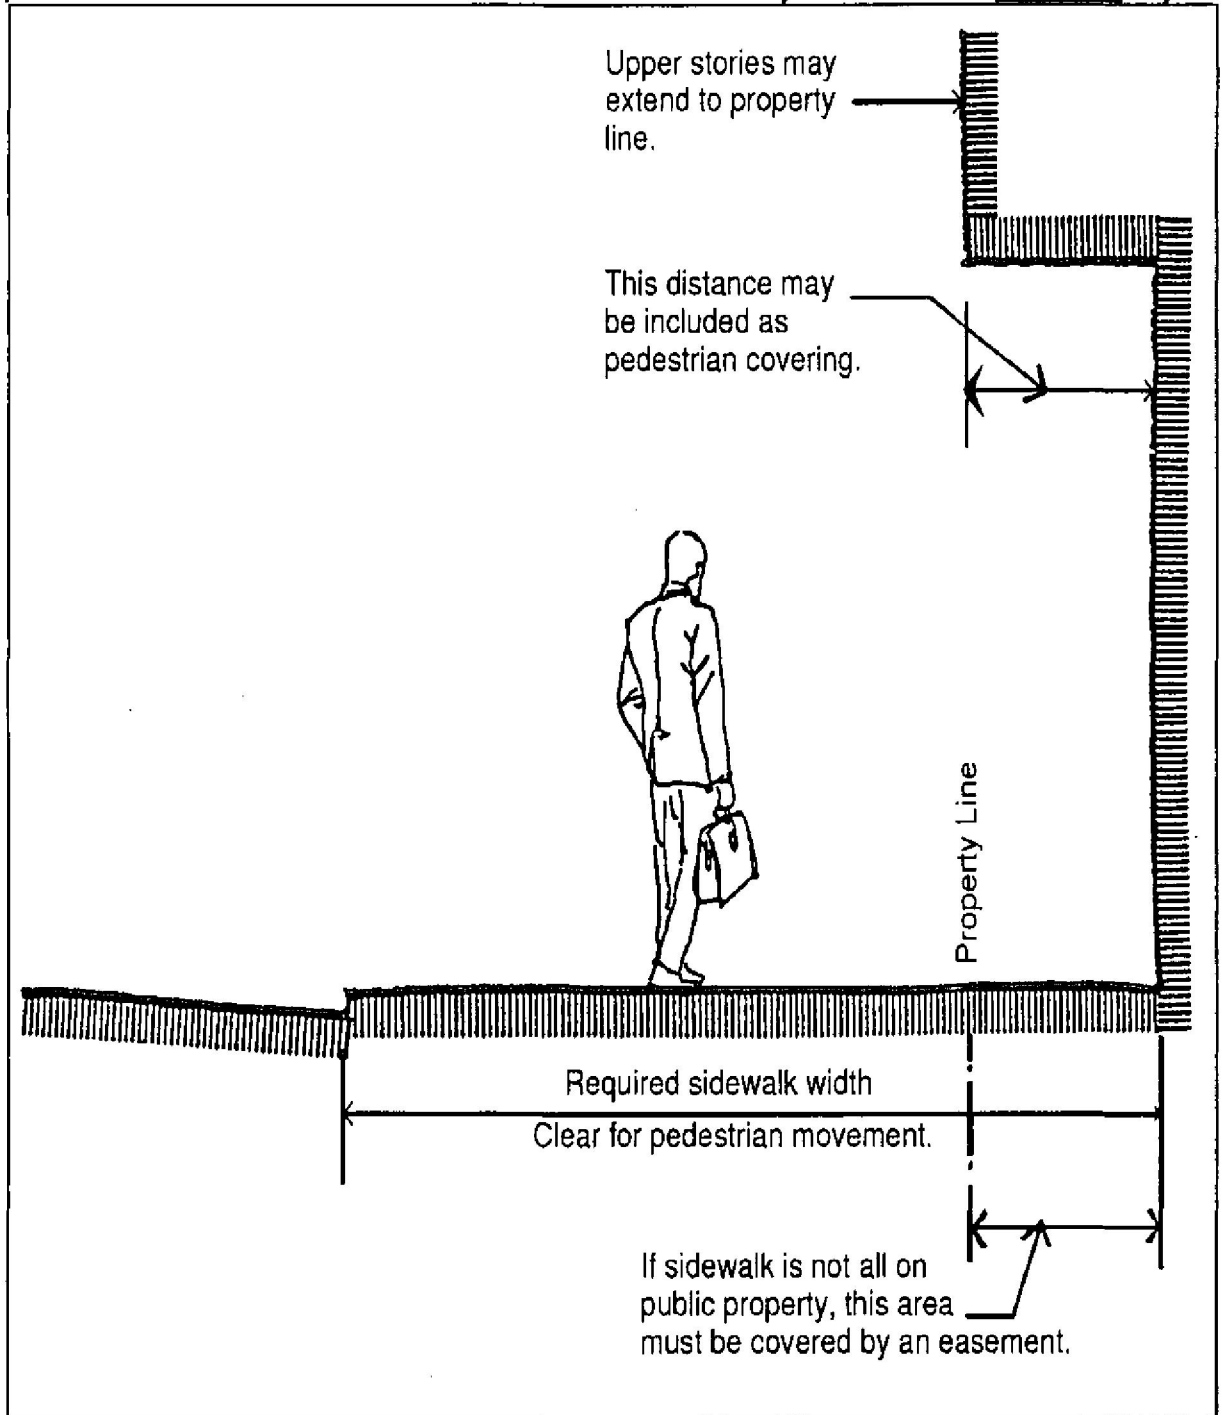 Upper stories may
extend to property
line.
This distance may
be included as
pedestrian covering.
Property Line
Required sidewalk width
Clear for pedestrian movement.
If sidewalk is not all on
public property, this area
must be covered by an easement.